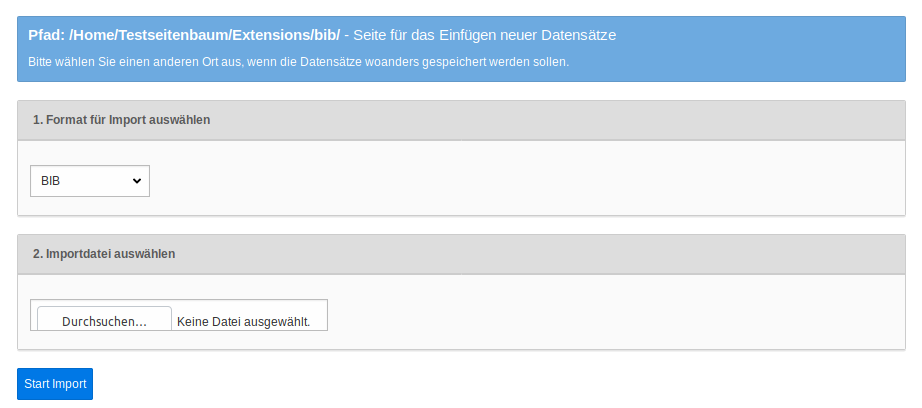 Pfad: /Home/Testseitenbaum/Extensions/bib/ - Seite für das Einfügen neuer Datensätze
Bitte wählen Sie einen anderen Ort aus, wenn die Datensätze woanders gespeichert werden sollen.
1. Format für Import auswählen
BIB
2. Importdatei auswählen
Durchsuchen... Keine Datei ausgewählt.
Start Import